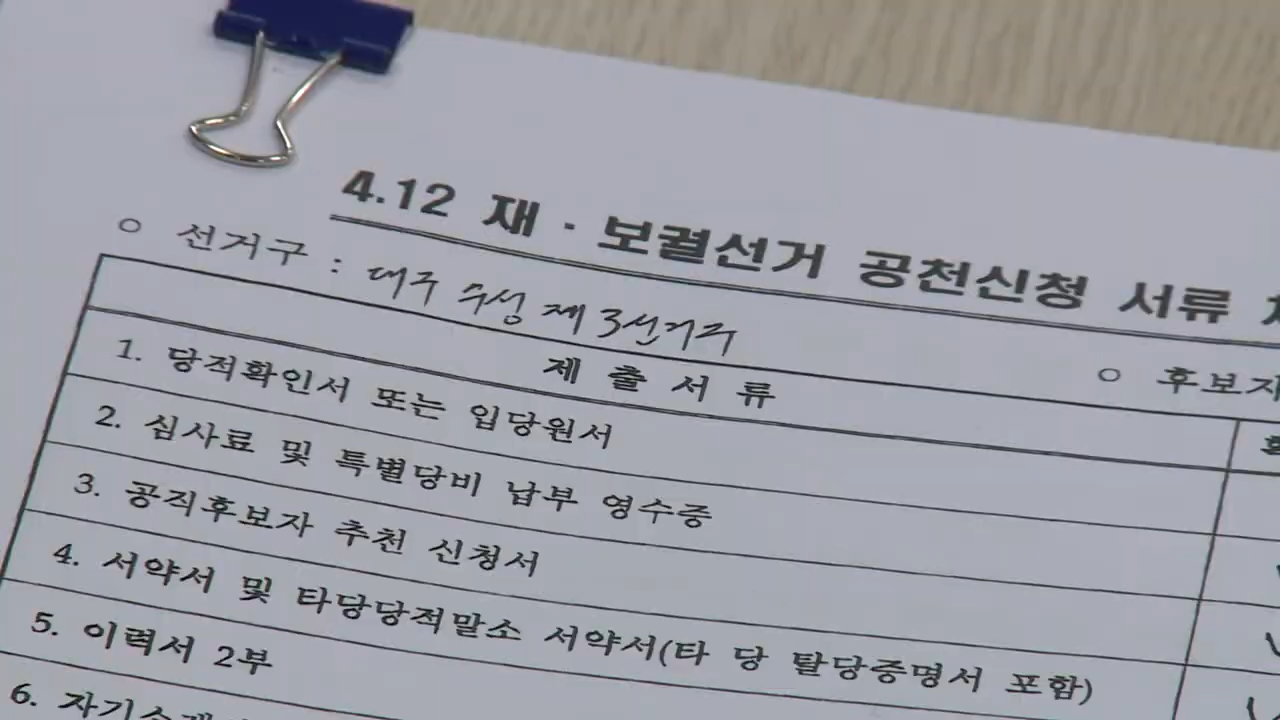 4.12 재·보궐선거 공천신청 서류
○ 선거구 : 대구 수성 제3선거구
○ 후보자
제 출 서 류
1. 당적확인서 또는 입당원서
2. 심사료 및 특별당비 납부 영수증
3. 공직후보자 추천 신청서
4. 서약서 및 타당당적말소 서약서(타 당 탈당증명서 포함)
5. 이력서 2부
6. 자기소개